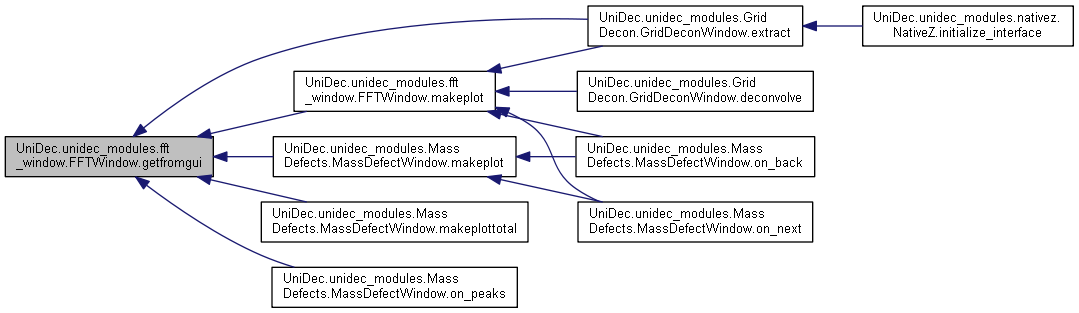 UniDec.unidec_modules.Grid
Decon.GridDeconWindow.extract
UniDec.unidec_modules.nativez.
NativeZ.initialize_interface
UniDec.unidec_modules.fft
_window.FFTWindow.makeplot
UniDec.unidec_modules.Grid
Decon.GridDeconWindow.deconvolve
UniDec.unidec_modules.fft
_window.FFTWindow.getfromgui
UniDec.unidec_modules.Mass
Defects.MassDefectWindow.makeplot
UniDec.unidec_modules.Mass
Defects.MassDefectWindow.on_back
UniDec.unidec_modules.Mass
Defects.MassDefectWindow.makeplottotal
UniDec.unidec_modules.Mass
Defects.MassDefectWindow.on_next
UniDec.unidec_modules.Mass
Defects.MassDefectWindow.on_peaks